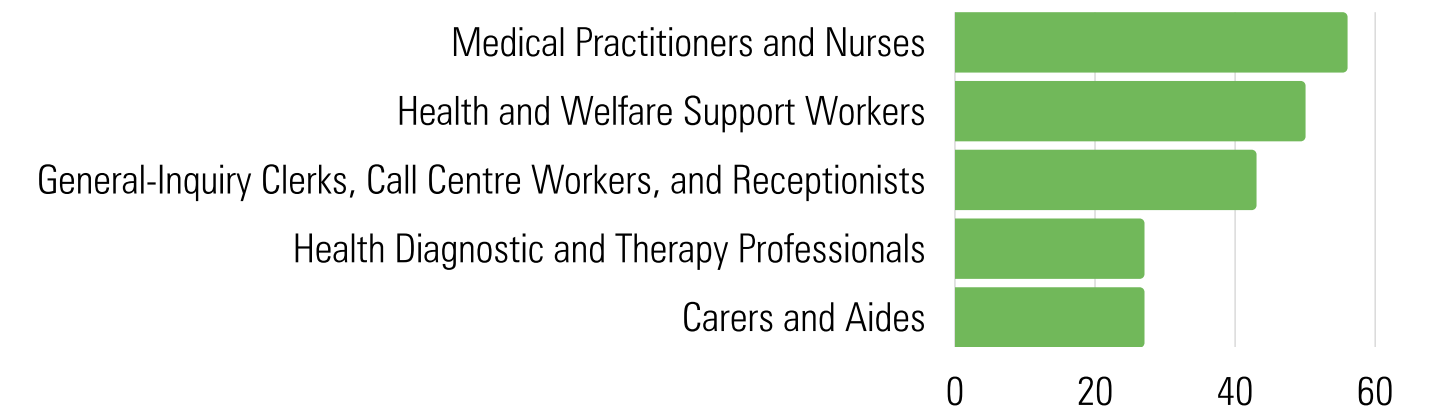 Medical Practitioners and Nurses
Health and Welfare Support Workers
General-Inquiry Clerks, Call Centre Workers, and Receptionists
Health Diagnostic and Therapy Professionals
Carers and Aides
0 20 40 60